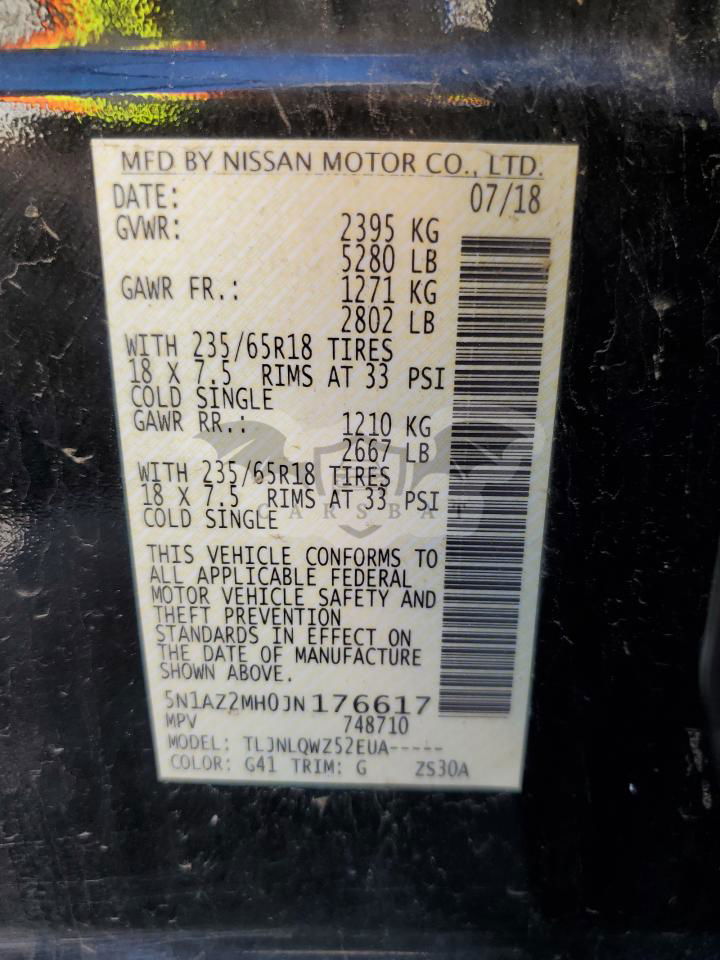 MFD BY NISSAN MOTOR CO., LTD.
DATE: 07/18
GVWR: 2395 KG
5280 LB
GAWR FR.: 1271 KG
2802 LB
WITH 235/65R18 TIRES
18 X 7.5 RIMS AT 33 PSI
COLD SINGLE
GAWR RR.: 1210 KG
2667 LB
WITH 235/65R18 TIRES
18 X 7.5 RIMS AT 33 PSI
COLD SINGLE
CARSBAT
THIS VEHICLE CONFORMS TO
ALL APPLICABLE FEDERAL
MOTOR VEHICLE SAFETY AND
THEFT PREVENTION
STANDARDS IN EFFECT ON
THE DATE OF MANUFACTURE
SHOWN ABOVE.
5N1AZ2MH0JN176617
MPV 748710
MODEL: TLJNLQWZ52EUA-----
COLOR: G41 TRIM: G ZS30A